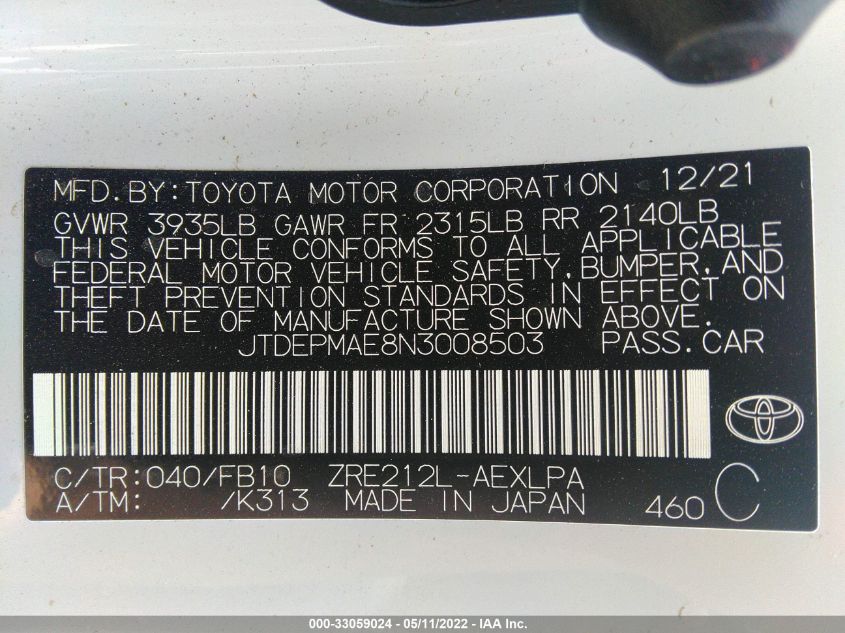 MFD. BY: TOYOTA MOTOR CORPORATION 12/21
GVWR 3935LB GAWR FR 2315LB RR 2140LB
THIS VEHICLE CONFORMS TO ALL APPLICABLE
FEDERAL MOTOR VEHICLE SAFETY, BUMPER, AND
THEFT PREVENTION STANDARDS IN EFFECT ON
THE DATE OF MANUFACTURE SHOWN ABOVE.
JTDEPMAE8N3008503 PASS. CAR
C/TR: 040/FB10 ZRE212L-AEXLPA
A/TM: /K313 MADE IN JAPAN 460 C
000-33059024 - 05/11/2022 - IAA Inc.